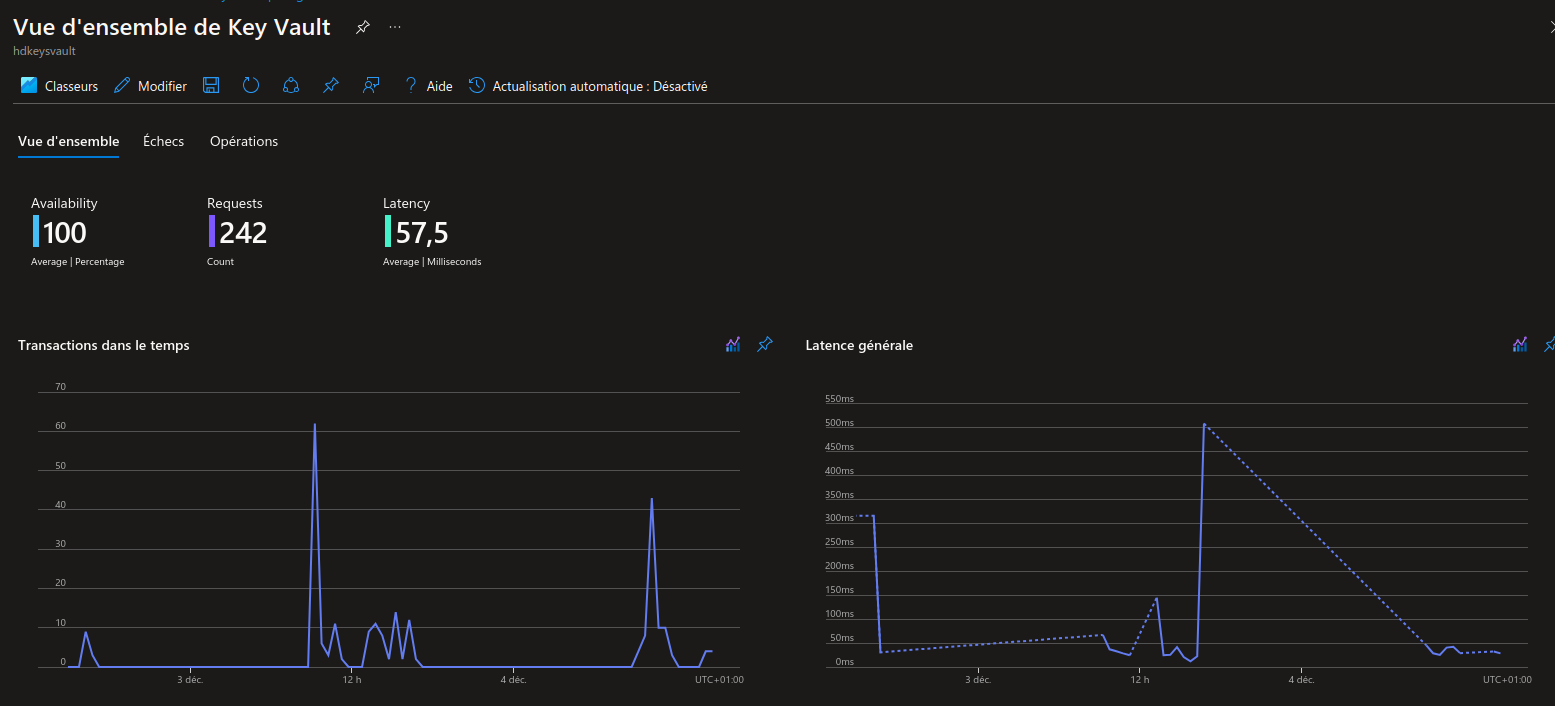 Vue d'ensemble de Key Vault ...
hdkeysvault
Classeurs Modifier Aide Actualisation automatique : Désactivé
Vue d'ensemble Échecs Opérations
Availability Requests Latency
100 242 57,5
Average | Percentage Count Average | Milliseconds
Transactions dans le temps
70
60
50
40
30
20
10
0
3 déc. 12 h 4 déc. UTC+01:00
Latence générale
550ms
500ms
450ms
400ms
350ms
300ms
250ms
200ms
150ms
100ms
50ms
0ms
3 déc. 12 h 4 déc. UTC+01:00